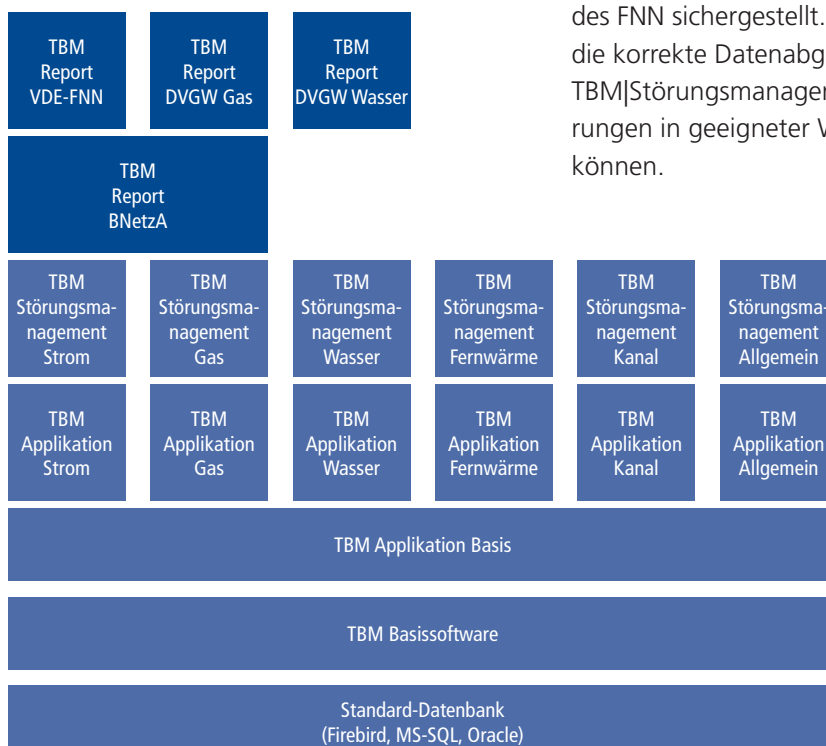 des FNN sichergestellt.
die korrekte Datenabg
TBM|Störungsmanager
rungen in geeigneter
können.
TBM
Report
VDE-FNN
TBM
Report
DVGW Gas
TBM
Report
DVGW Wasser
TBM
Report
BNetzA
TBM
Störungsma-
nagement
Strom
TBM
Störungsma-
nagement
Gas
TBM
Störungsma-
nagement
Wasser
TBM
Störungsma-
nagement
Fernwärme
TBM
Störungsma-
nagement
Kanal
TBM
Störungsma-
nagement
Allgemein
TBM
Applikation
Strom
TBM
Applikation
Gas
TBM
Applikation
Wasser
TBM
Applikation
Fernwärme
TBM
Applikation
Kanal
TBM
Applikation
Allgemein
TBM Applikation Basis
TBM Basissoftware
Standard-Datenbank
(Firebird, MS-SQL, Oracle)